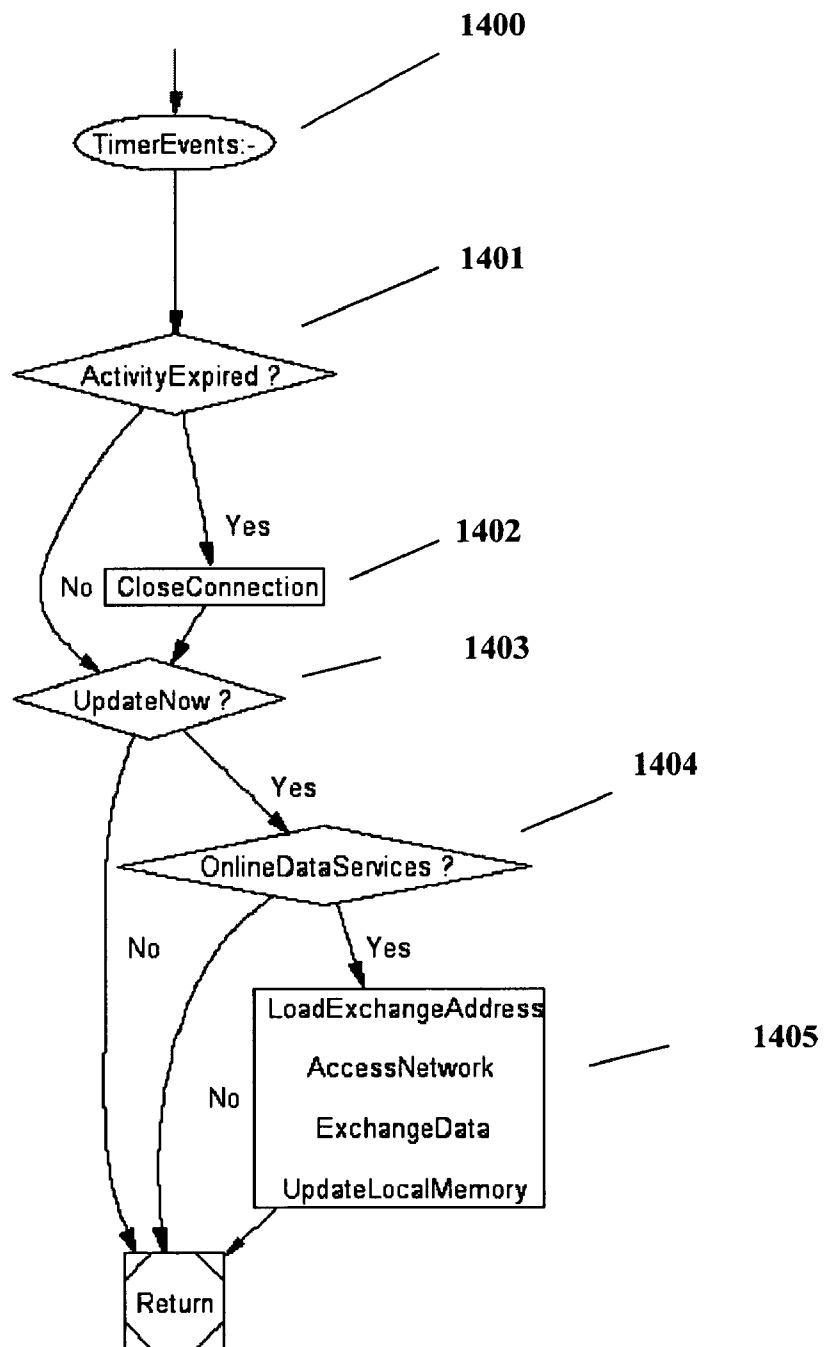 1400
TimerEvents:-
1401
ActivityExpired ?
Yes
1402
No
CloseConnection
1403
UpdateNow ?
1404
Yes
OnlineDataServices ?
No
Yes
LoadExchangeAddress
1405
AccessNetwork
No
ExchangeData
UpdateLocalMemory
Return